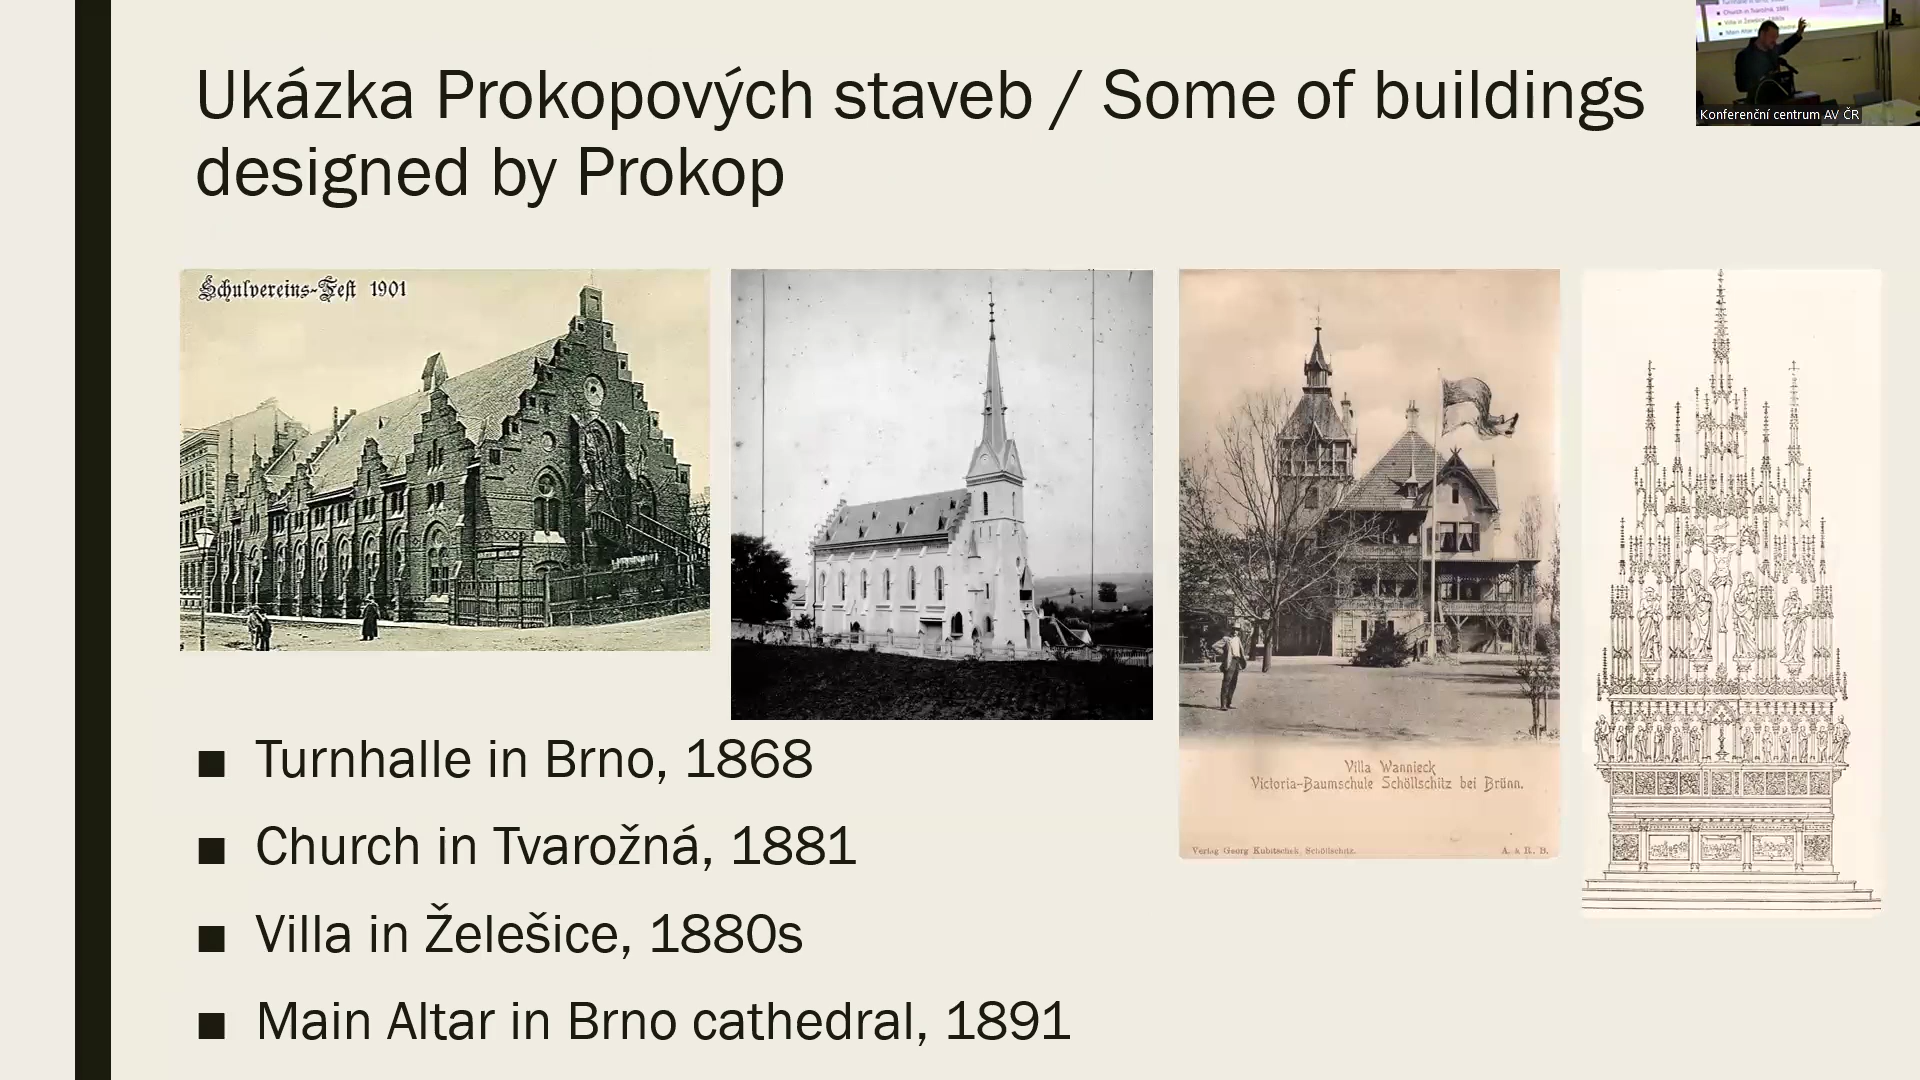 Ukázka Prokopových staveb / Some of buildings
designed by Prokop
Konferenční centrum AV ČR
Schulvereins-Fest 1901
Villa Wannieck
Victoria-Baumschule Schöllschitz bei Brünn.
Verlag Georg Kubitschek, Schöllschitz.
A. & R. B.
■ Turnhalle in Brno, 1868
■ Church in Tvarožná, 1881
■ Villa in Želešice, 1880s
■ Main Altar in Brno cathedral, 1891